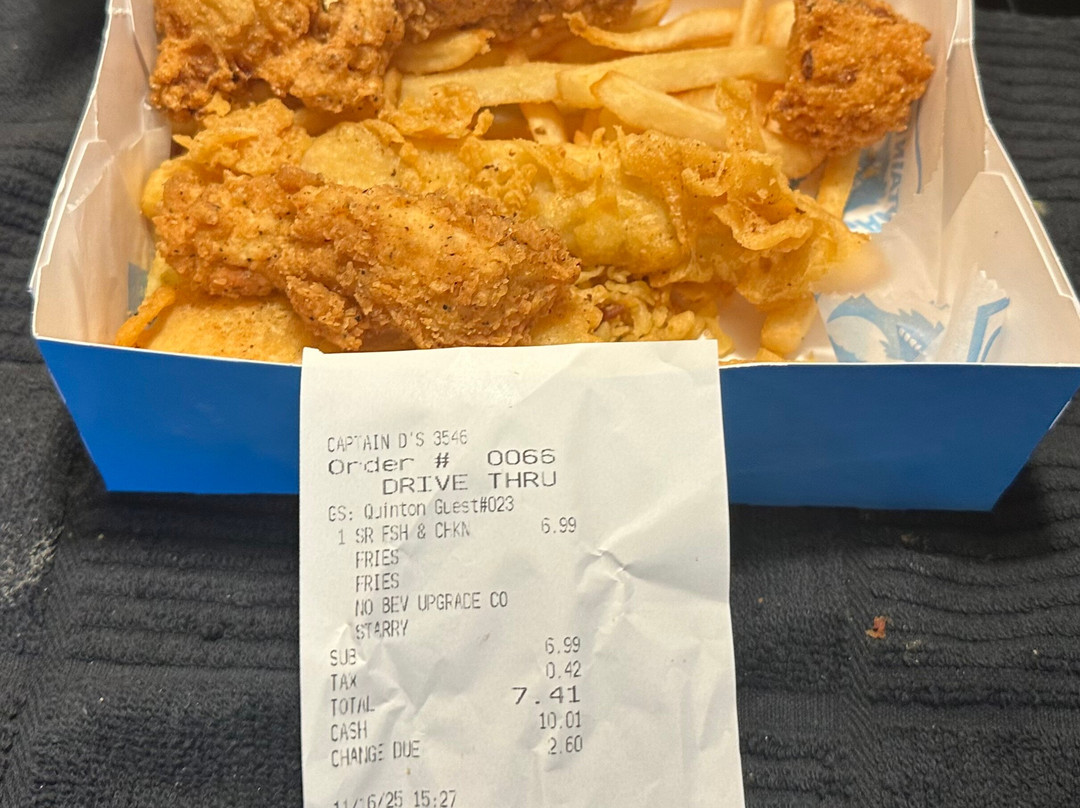 CAPTAIN D'S 3546
Order # 0066
DRIVE THRU
GS: Quinton Guest#023
1 SR FSH & CHKN 6.99
FRIES
FRIES
NO BEV UPGRADE CO
STARRY
SUB 6.99
TAX 0.42
TOTAL 7.41
CASH 10.01
CHANGE DUE 2.60
15:27